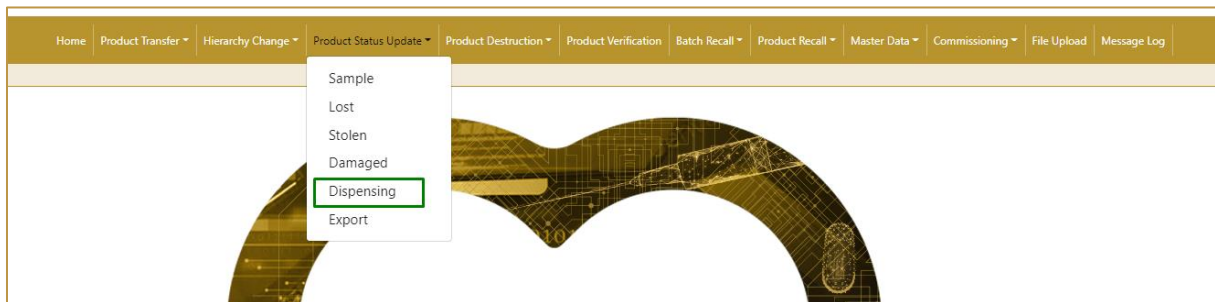 Home Product Transfer Hierarchy Change Product Status Update Product Destruction Product Verification Batch Recall Product Recall Master Data Commissioning File Upload Message Log
Sample
Lost
Stolen
Damaged
Dispensing
Export